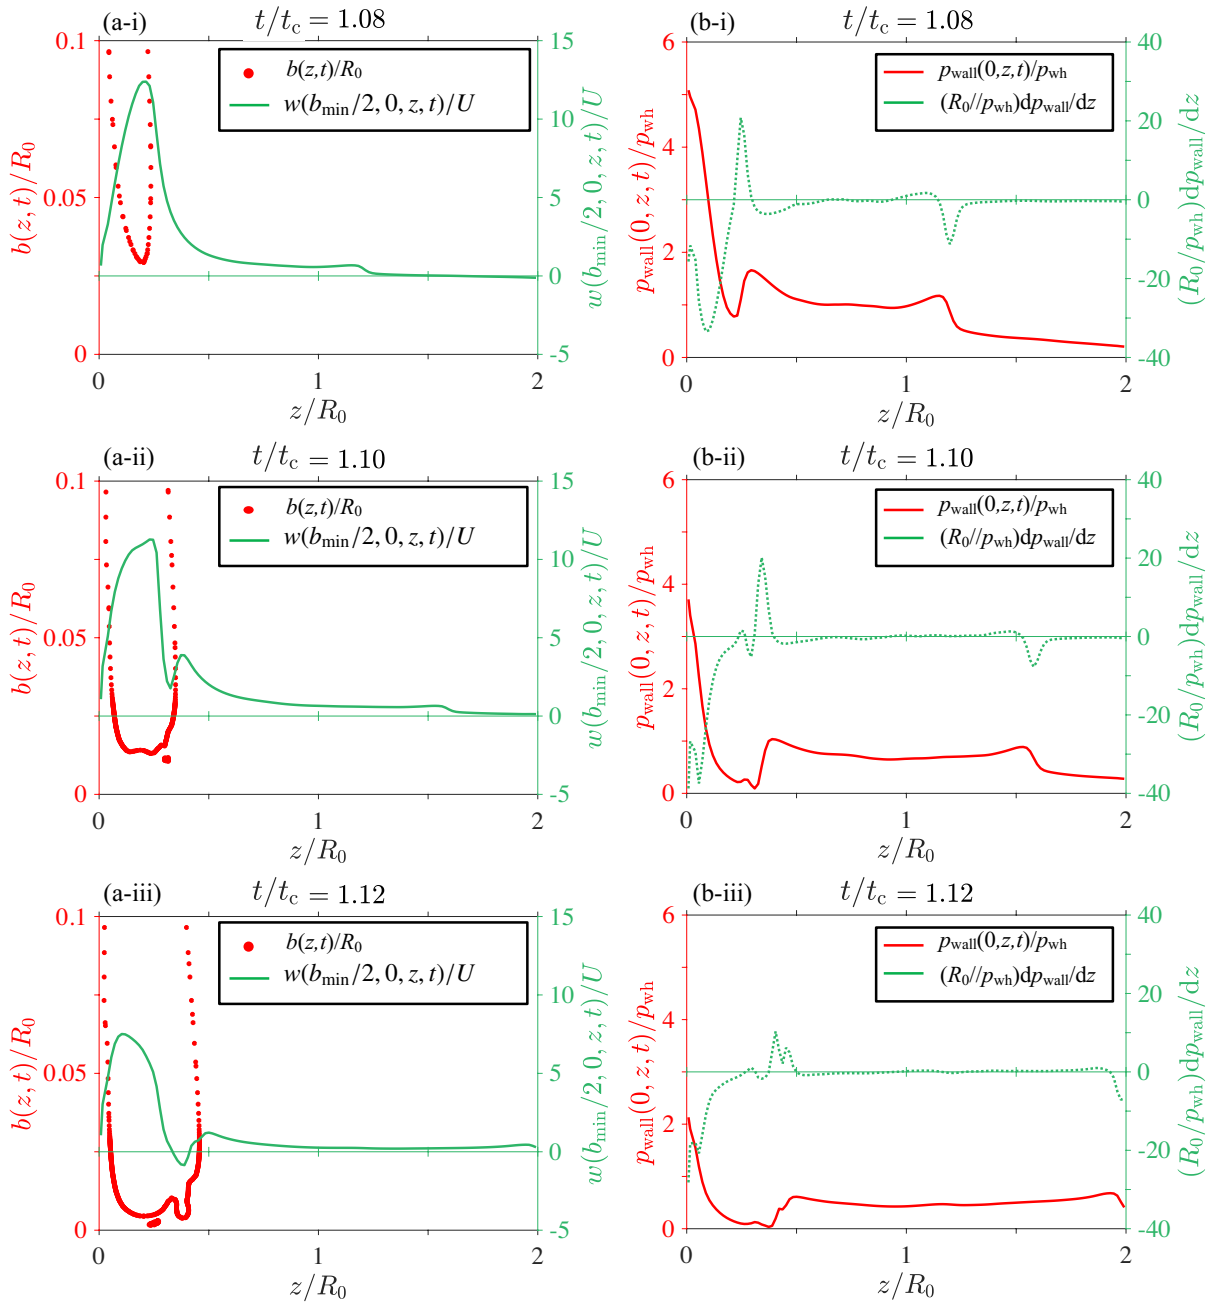 (a-i) t/t_c = 1.08
b(z,t)/R_0
w(b_min/2, 0, z, t)/U
0.1
0.05
0
15
10
5
0
-5
0 1 2
z/R_0
b(z, t)/R_0
w(b_min/2, 0, z, t)/U
(b-i) t/t_c = 1.08
p_wall(0,z,t)/p_wh
(R_0//p_wh)dp_wall/dz
6
4
2
0
40
20
0
-20
-40
0 1 2
z/R_0
p_wall(0, z, t)/p_wh
(R_0/p_wh)dp_wall/dz
(a-ii) t/t_c = 1.10
b(z,t)/R_0
w(b_min/2, 0, z, t)/U
0.1
0.05
0
15
10
5
0
-5
0 1 2
z/R_0
b(z, t)/R_0
w(b_min/2, 0, z, t)/U
(b-ii) t/t_c = 1.10
p_wall(0,z,t)/p_wh
(R_0//p_wh)dp_wall/dz
6
4
2
0
40
20
0
-20
-40
0 1 2
z/R_0
p_wall(0, z, t)/p_wh
(R_0/p_wh)dp_wall/dz
(a-iii) t/t_c = 1.12
b(z,t)/R_0
w(b_min/2, 0, z, t)/U
0.1
0.05
0
15
10
5
0
-5
0 1 2
z/R_0
b(z, t)/R_0
w(b_min/2, 0, z, t)/U
(b-iii) t/t_c = 1.12
p_wall(0,z,t)/p_wh
(R_0//p_wh)dp_wall/dz
6
4
2
0
40
20
0
-20
-40
0 1 2
z/R_0
p_wall(0, z, t)/p_wh
(R_0/p_wh)dp_wall/dz